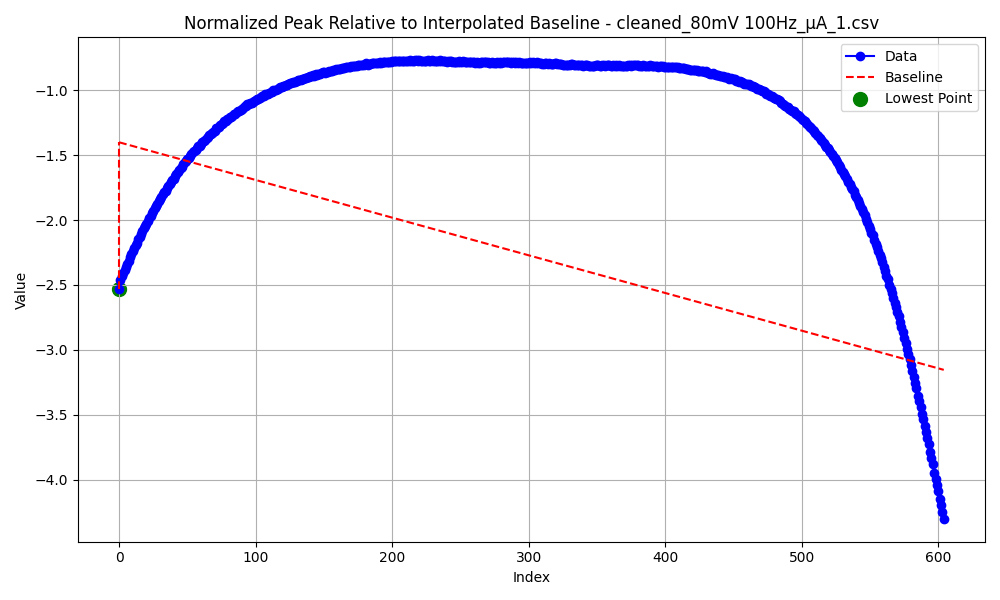 Normalized Peak Relative to Interpolated Baseline - cleaned_80mV 100Hz_µA_1.csv
Data
Baseline
Lowest Point
−1.0
−1.5
−2.0
−2.5
−3.0
−3.5
−4.0
Value
0 100 200 300 400 500 600
Index